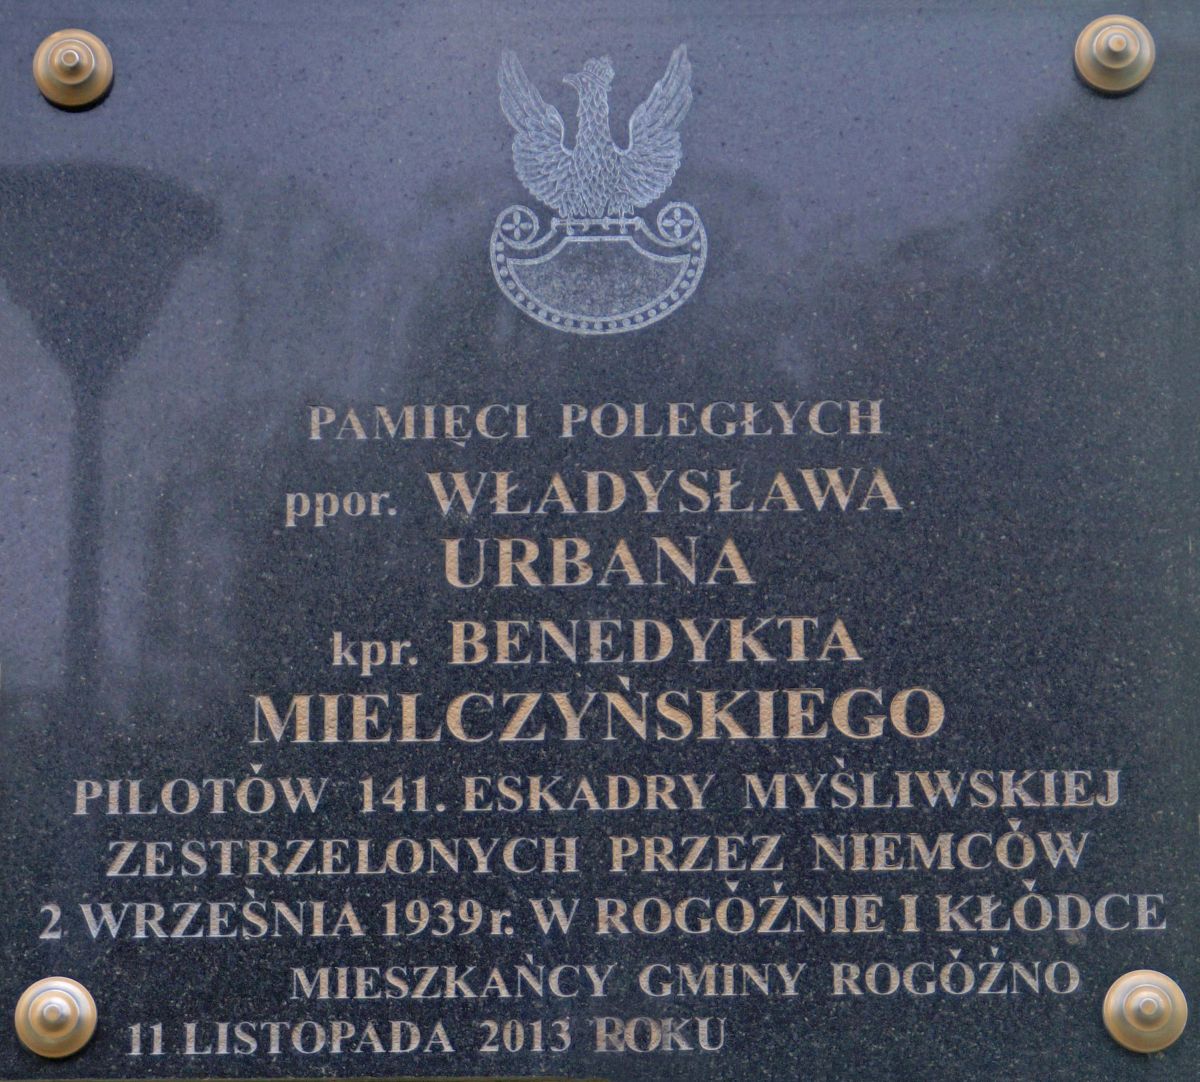 PAMIĘCI POLEGŁYCH
ppor. WŁADYSŁAWA
URBANA
kpr. BENEDYKTA
MIELCZYŃSKIEGO
PILOTÓW 141. ESKADRY MYŚLIWSKIEJ
ZESTRZELONYCH PRZEZ NIEMCÓW
2 WRZEŚNIA 1939r. W ROGÓŹNIE I KŁÓDCE
MIESZKAŃCY GMINY ROGÓŹNO
11 LISTOPADA 2013 ROKU